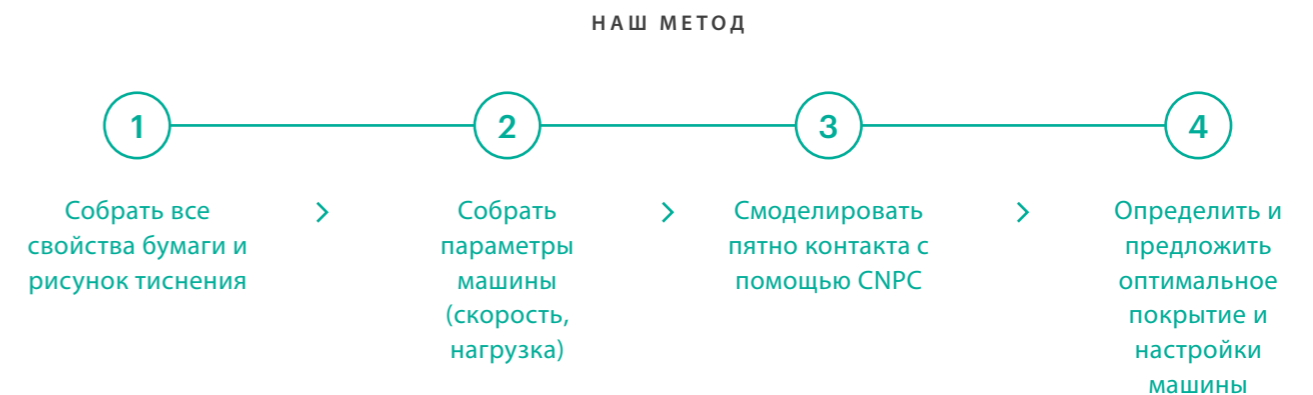 НАШ МЕТОД
1
2
3
4
Собрать все
свойства бумаги и
рисунок тиснения
>
Собрать
параметры
машины
(скорость,
нагрузка)
>
Смоделировать
пятно контакта с
помощью CNPC
>
Определить и
предложить
оптимальное
покрытие и
настройки
машины